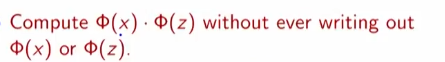 Compute Φ(x) · Φ(z) without ever writing out
Φ(x) or Φ(z).